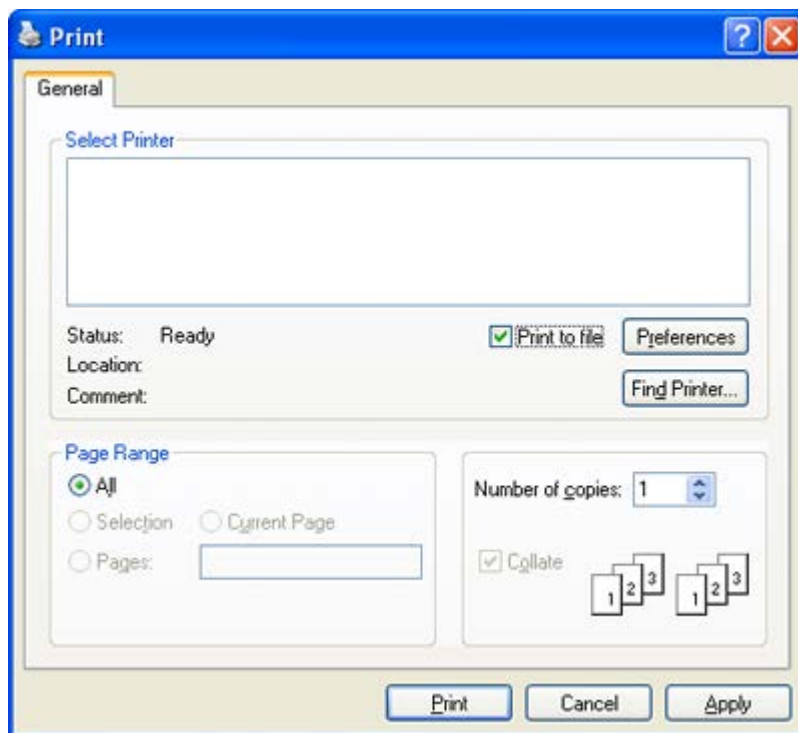 Print
General
Select Printer
Status: Ready
Print to file
Preferences
Location:
Comment:
Find Printer...
Page Range
All
Selection
Current Page
Pages:
Number of copies: 1
Collate
1 2 3 1 2 3
Print
Cancel
Apply